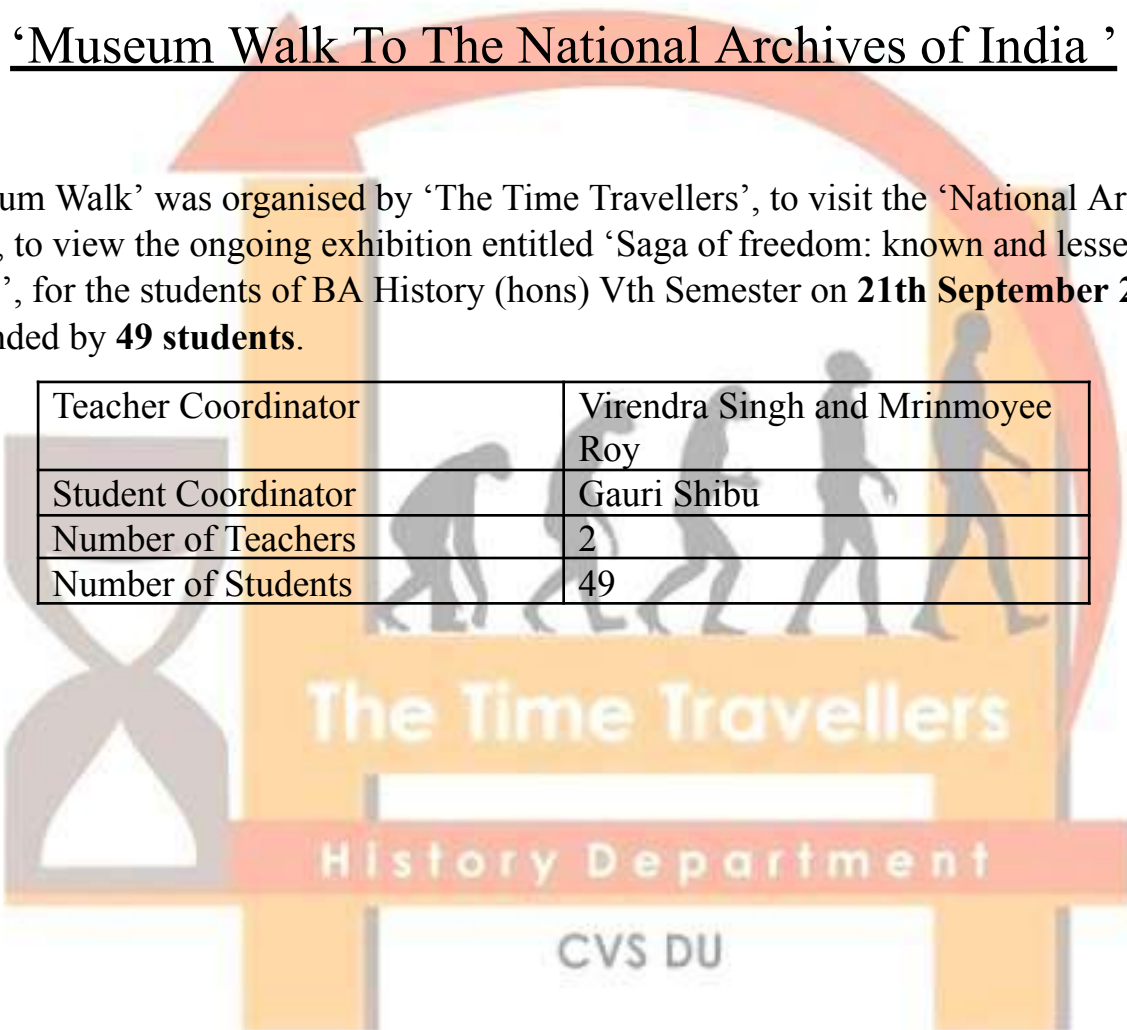 ‘Museum Walk To The National Archives of India ’
um Walk’ was organised by ‘The Time Travellers’, to visit the ‘National Ar
, to view the ongoing exhibition entitled ‘Saga of freedom: known and lesse
’, for the students of BA History (hons) Vth Semester on 21th September 2
nded by 49 students.
Teacher Coordinator Virendra Singh and Mrinmoyee
Roy
Student Coordinator Gauri Shibu
Number of Teachers 2
Number of Students 49
The Time Travellers
History Department
CVS DU